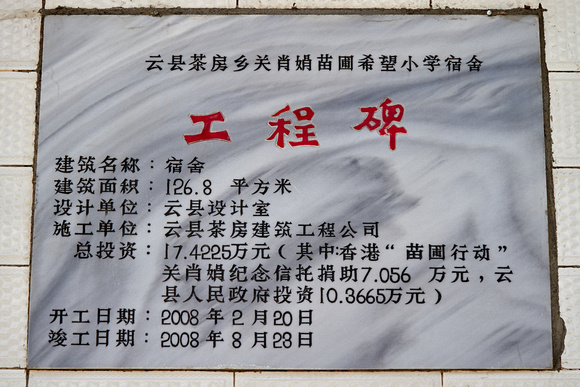 云县茶房乡关肖娟苗圃希望小学宿舍
工程碑
建筑名称：宿舍
建筑面积：126.8 平方米
设计单位：云县设计室
施工单位：云县茶房建筑工程公司
总投资：17.4225万元（其中:香港“苗圃行动”
关肖娟纪念信托捐助7.056 万元，云
县人民政府投资10.3665万元）
开工日期：2008 年 2 月 20 日
竣工日期：2008 年 8 月 23 日